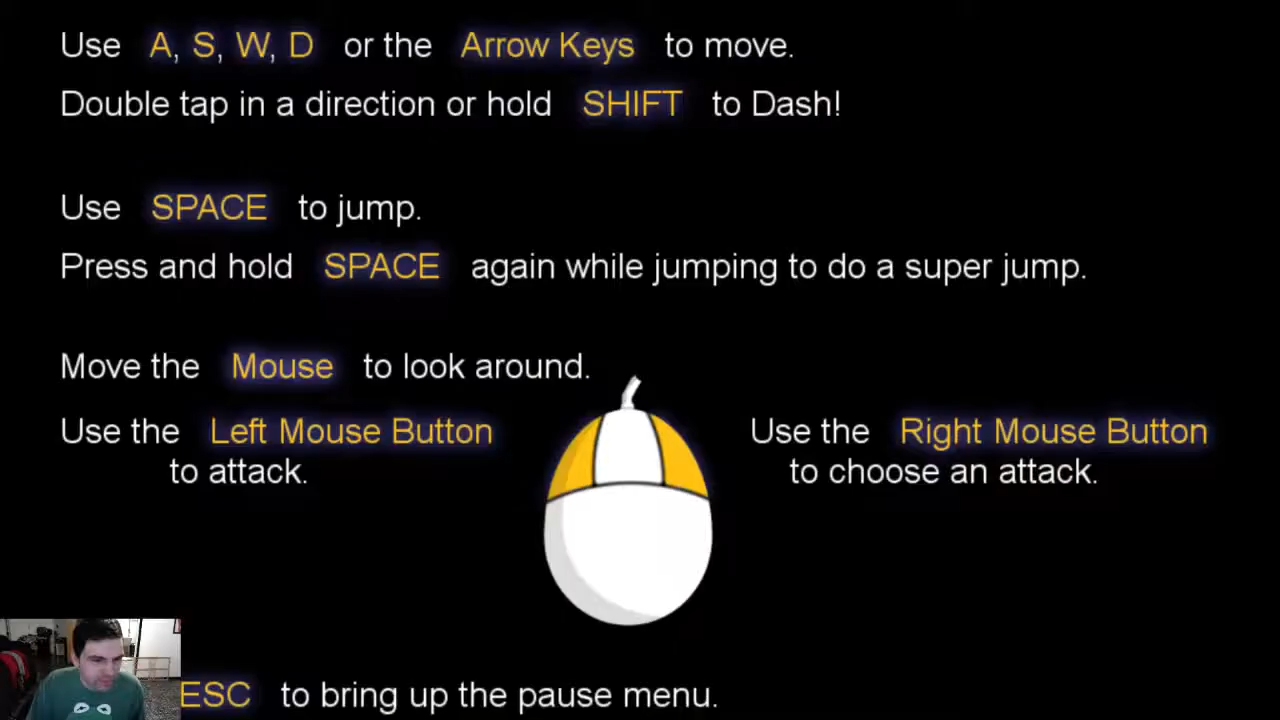 Use A, S, W, D or the Arrow Keys to move.
Double tap in a direction or hold SHIFT to Dash!
Use SPACE to jump.
Press and hold SPACE again while jumping to do a super jump.
Move the Mouse to look around.
Use the Left Mouse Button
to attack.
Use the Right Mouse Button
to choose an attack.
ESC to bring up the pause menu.